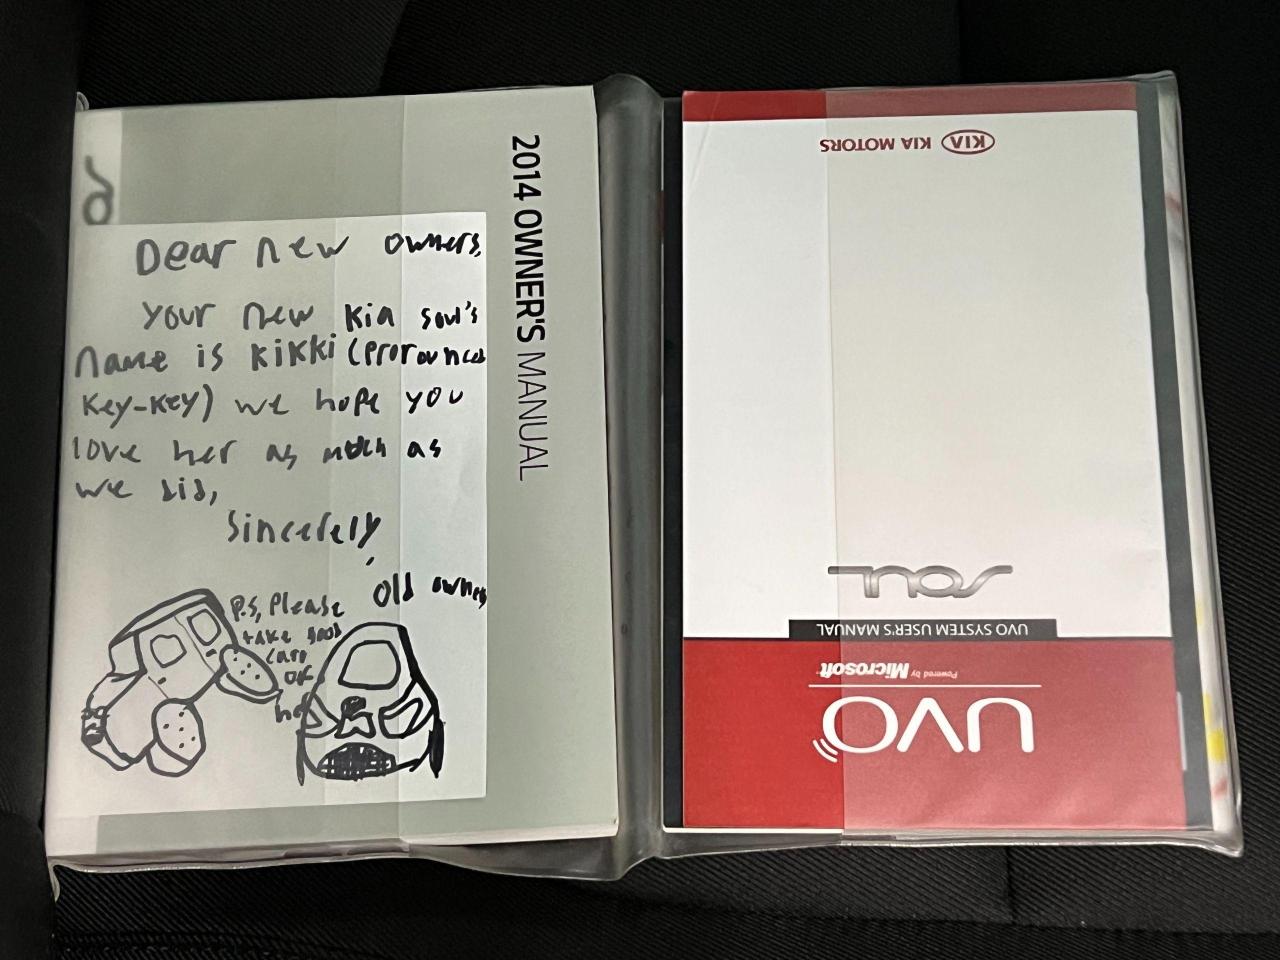 Dear new owners,
Your new Kia soul's
name is Kikki (pronounced
Key-Key) we hope you
love her as much as
we did,
Sincerely,
old owners
P.S, Please
take good
care
of
her
2014 OWNER'S MANUAL
KIA KIA MOTORS
SOUL
UVO SYSTEM USER'S MANUAL
Powered by Microsoft
UVO